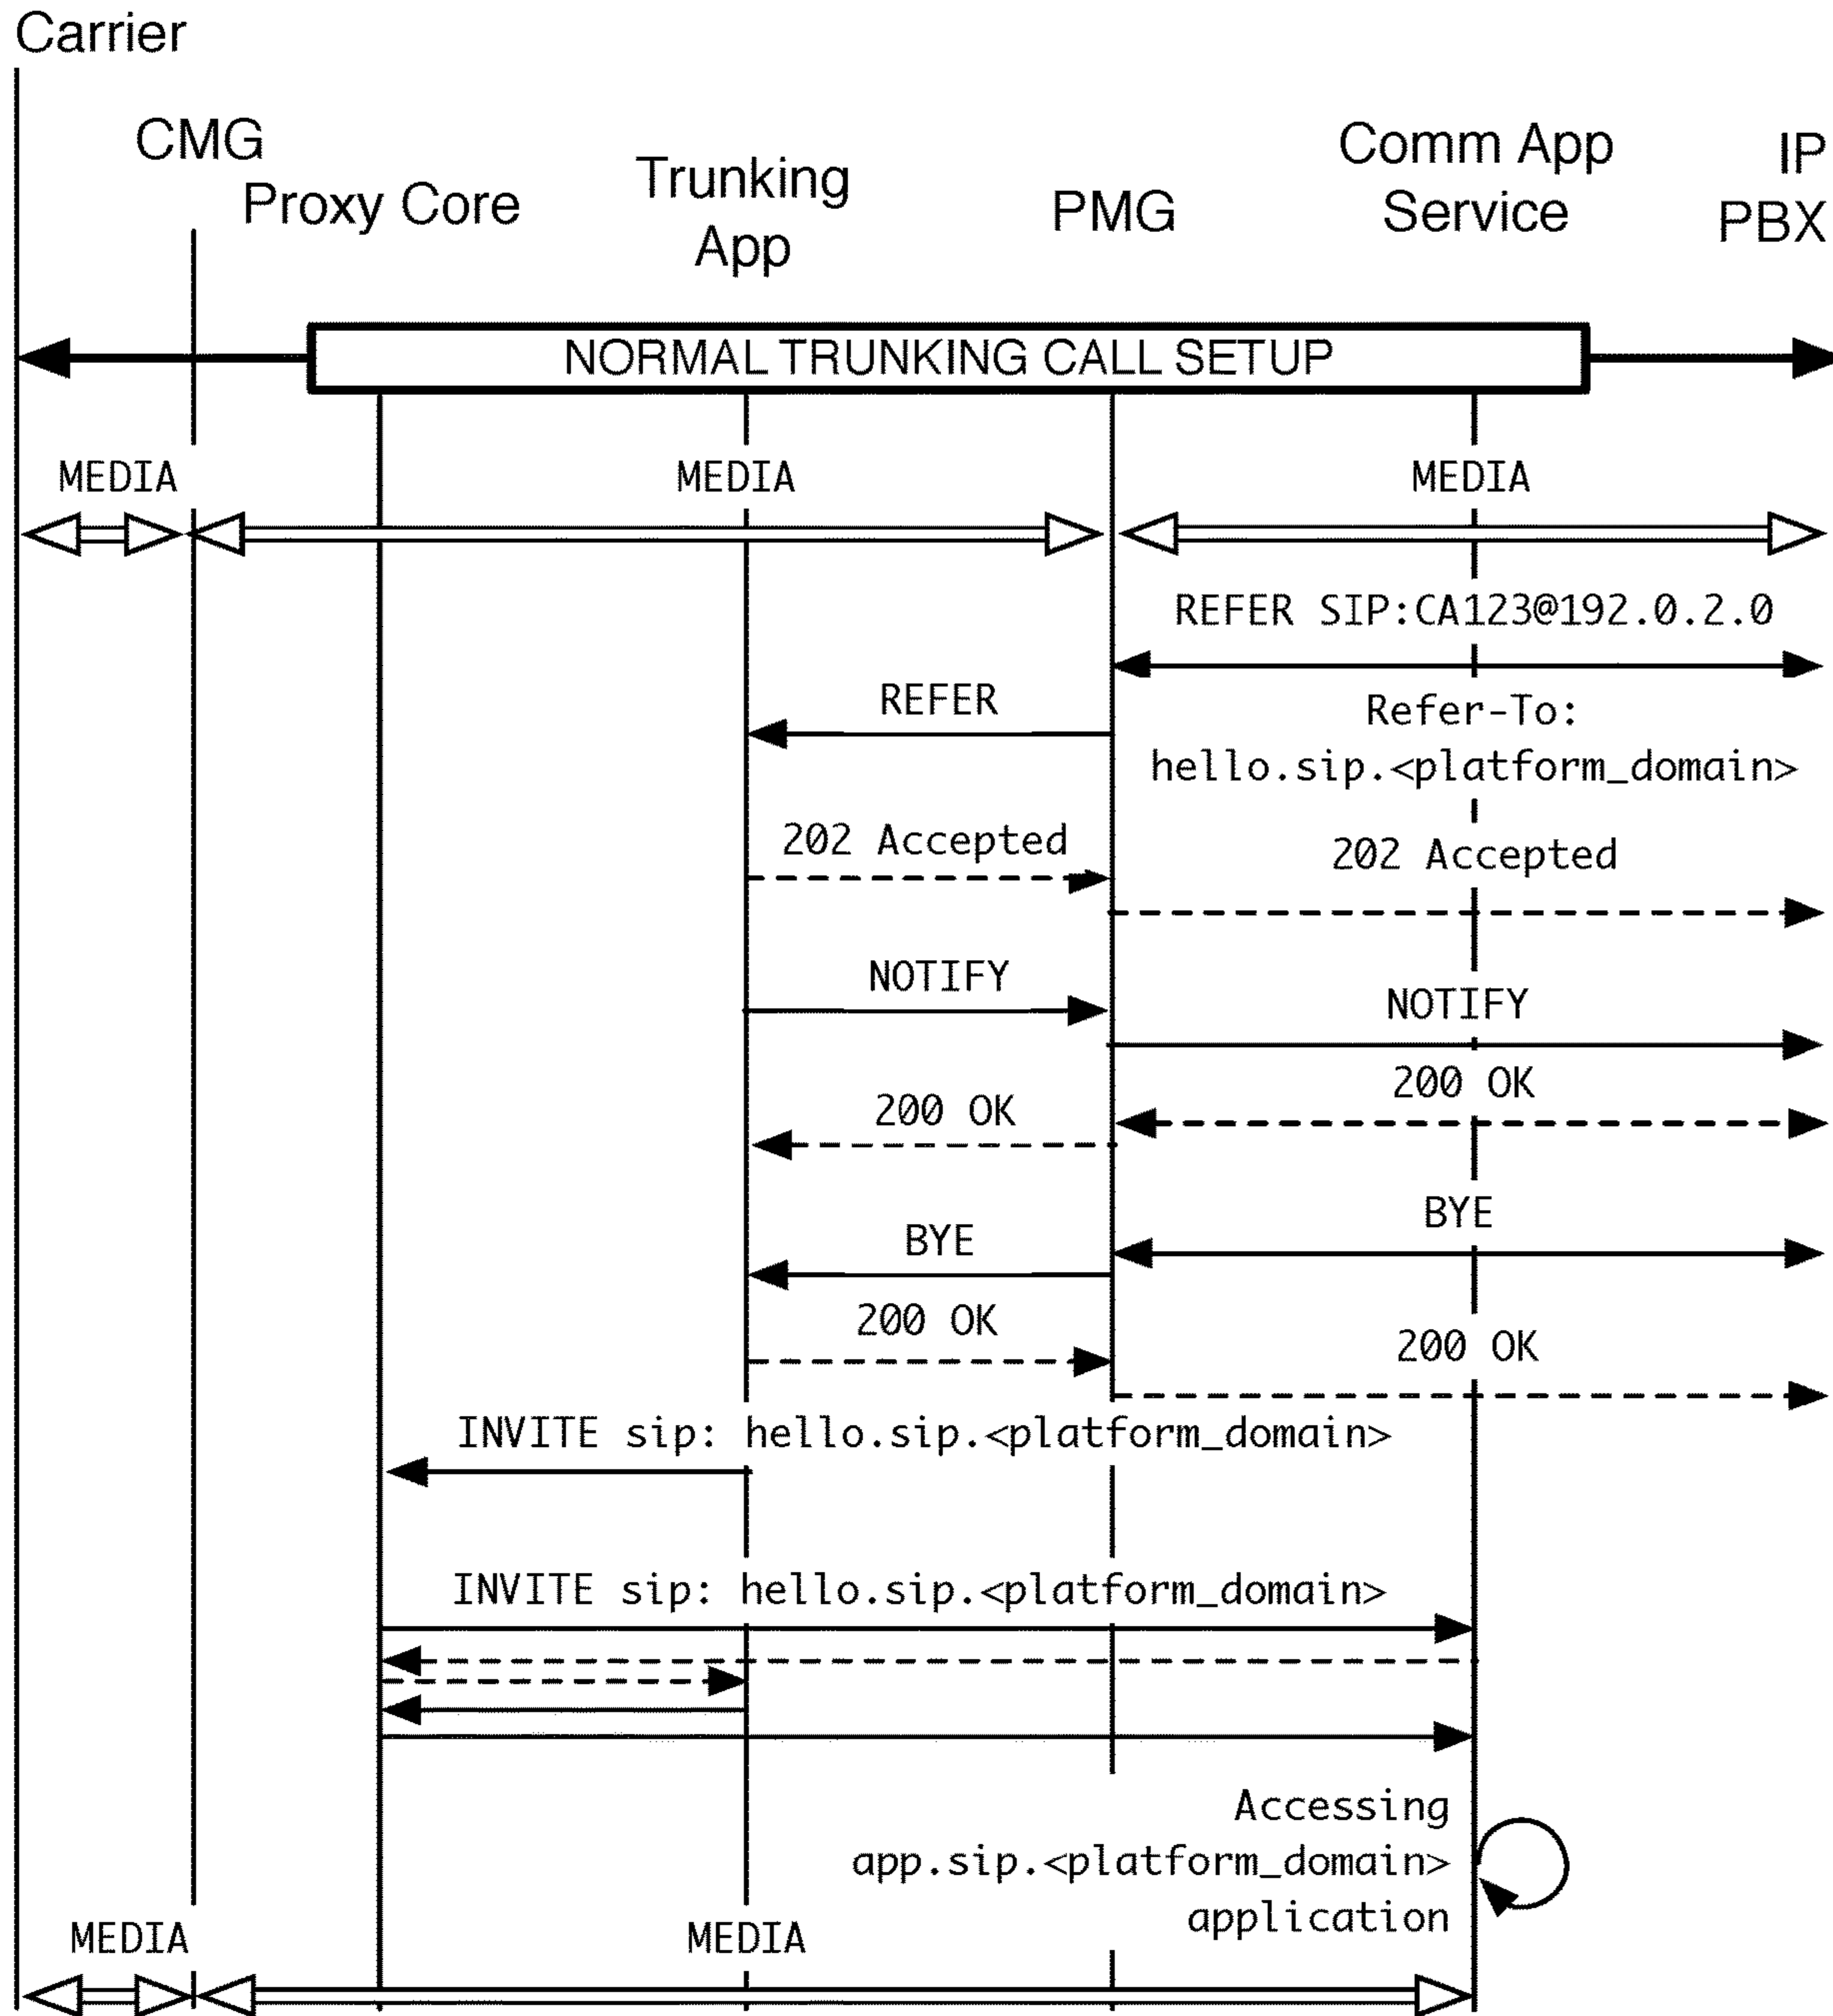 Carrier
CMG
Proxy Core
Trunking
App
PMG
Comm App
Service
IP
PBX
NORMAL TRUNKING CALL SETUP
MEDIA
MEDIA
MEDIA
REFER SIP:CA123@192.0.2.0
REFER
Refer-To:
hello.sip.<platform_domain>
202 Accepted
202 Accepted
NOTIFY
NOTIFY
200 OK
200 OK
BYE
BYE
200 OK
200 OK
INVITE sip: hello.sip.<platform_domain>
INVITE sip: hello.sip.<platform_domain>
Accessing
app.sip.<platform_domain>
application
MEDIA
MEDIA